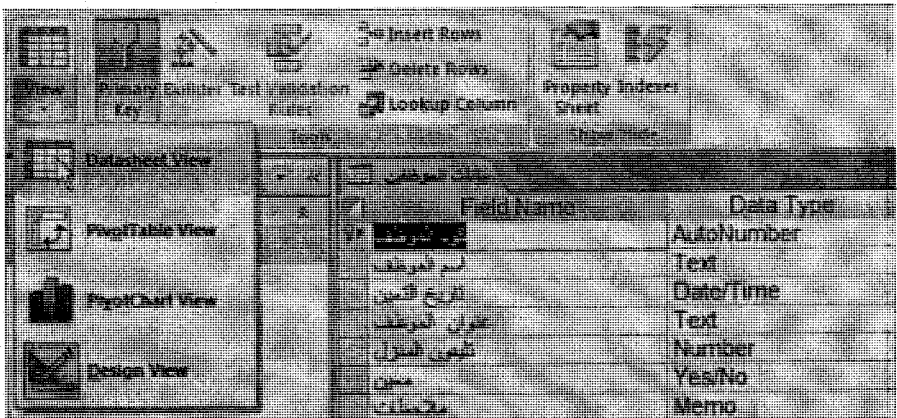 View
Primary Key
Builder
Test Validation Rules
Insert Rows
Delete Rows
Lookup Column
Tools
Property Sheet
Indexes
Show/Hide
Datasheet View
PivotTable View
PivotChart View
Design View
بيانات الموظفين
Field Name Data Type
AutoNumber
اسم الموظف Text
تاريخ التعيين Date/Time
عنوان الموظف Text
تليفون المنزل Number
Yes/No
ملاحظات Memo